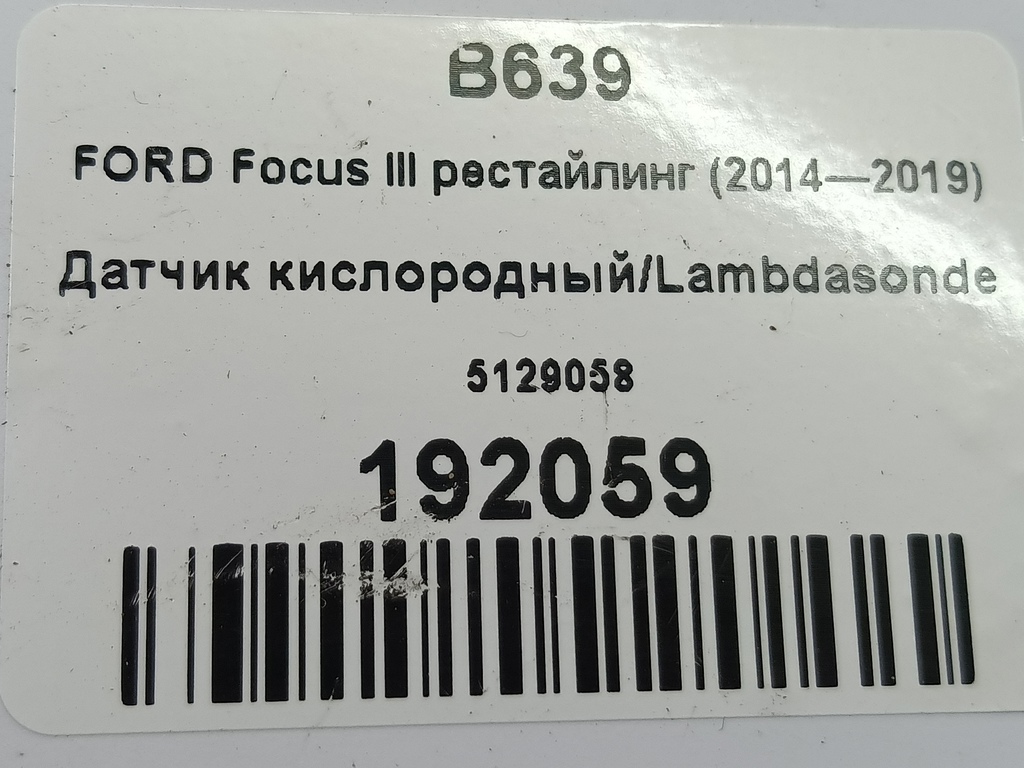 B639
FORD Focus III рестайлинг (2014—2019)
Датчик кислородный/Lambdasonde
5129058
192059